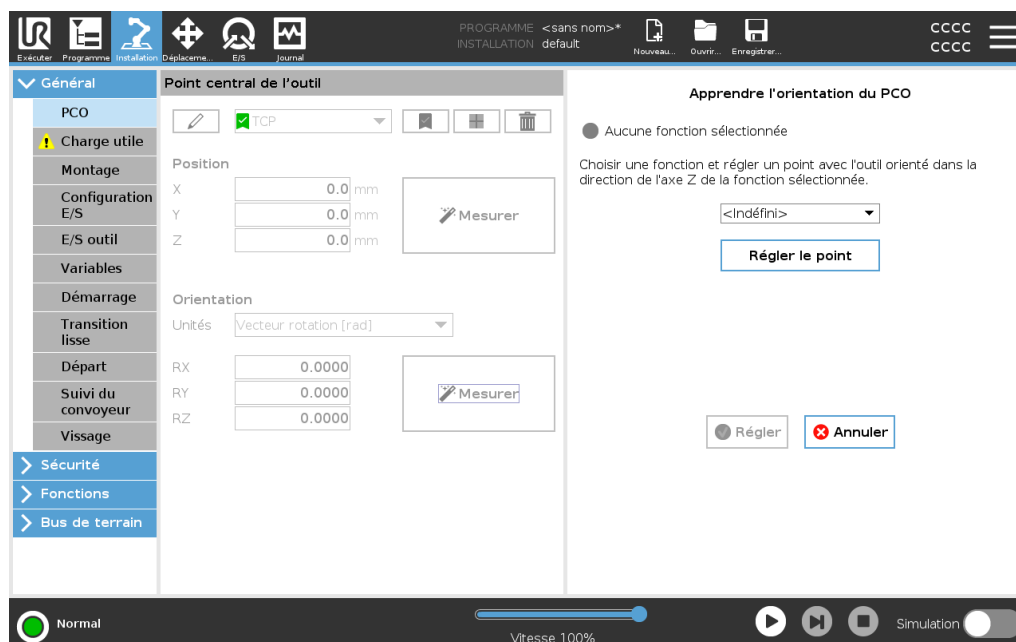 UR
PROGRAMME <sans nom>*
INSTALLATION default
cccc
cccc
Exécuter Programme Installation Déplaceme... E/S Journal
Nouveau... Ouvrir... Enregistrer...
Général
PCO
Charge utile
Montage
Configuration
E/S
E/S outil
Variables
Démarrage
Transition
lisse
Départ
Suivi du
convoyeur
Vissage
Sécurité
Fonctions
Bus de terrain
Point central de l'outil
TCP
Position
X 0.0 mm
Y 0.0 mm
Z 0.0 mm
Mesurer
Orientation
Unités Vecteur rotation [rad]
RX 0.0000
RY 0.0000
RZ 0.0000
Mesurer
Apprendre l'orientation du PCO
Aucune fonction sélectionnée
Choisir une fonction et régler un point avec l'outil orienté dans la
direction de l'axe Z de la fonction sélectionnée.
<Indéfini>
Régler le point
Régler Annuler
Normal
Vitesse 100%
Simulation